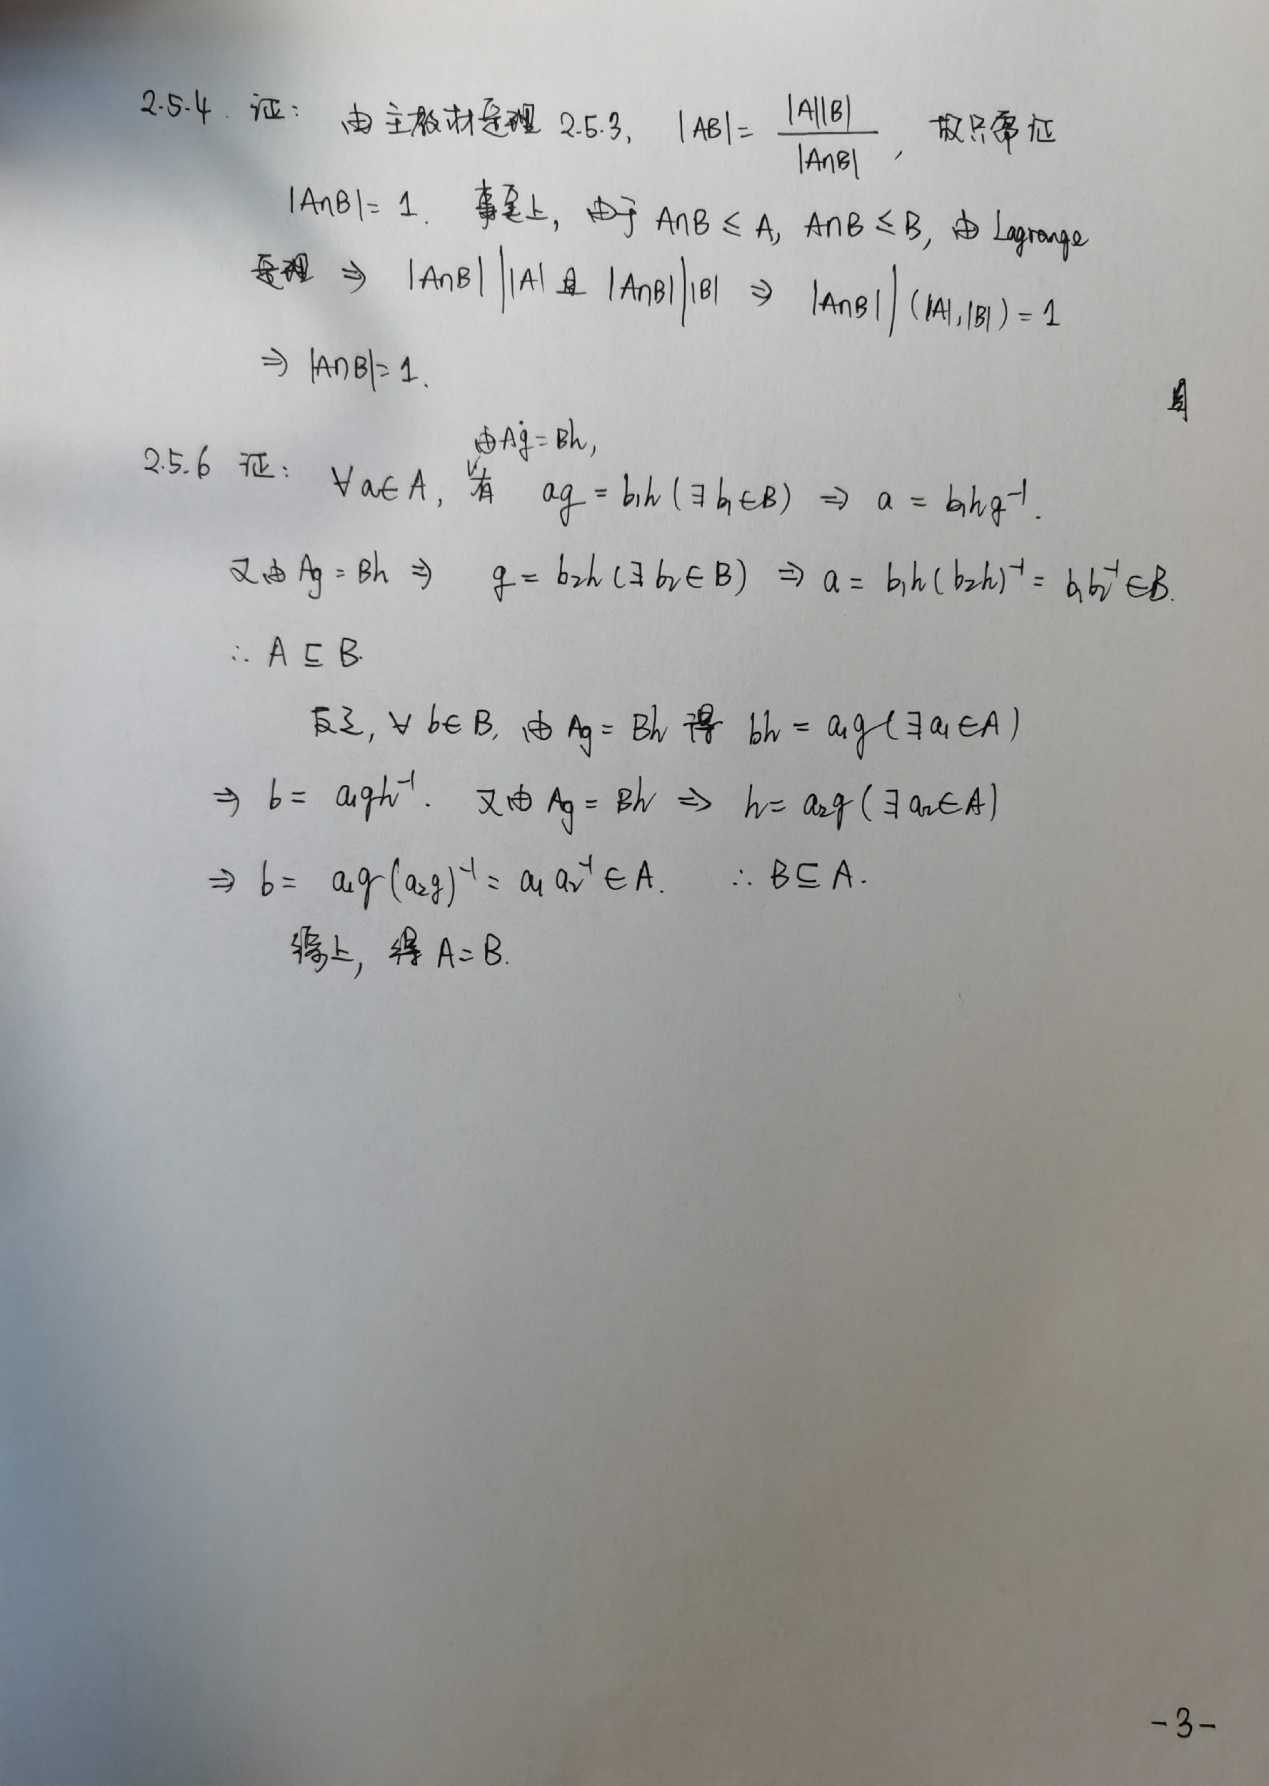 2.5.4. 证: 由主教材定理 2.5.3, |AB| = |A||B| / |A∩B|, 故只需证
|A∩B| = 1. 事实上, 由于 A∩B ≤ A, A∩B ≤ B, 由 Lagrange
定理 ⇒ |A∩B| | |A| 且 |A∩B| | |B| ⇒ |A∩B| | (|A|,|B|) = 1
⇒ |A∩B| = 1.
由Ag = Bh,
2.5.6 证: ∀a∈A, 有 ag = b₁h (∃b₁∈B) ⇒ a = b₁hg⁻¹.
又由 Ag = Bh ⇒ g = b₂h (∃b₂∈B) ⇒ a = b₁h(b₂h)⁻¹ = b₁b₂⁻¹ ∈B.
∴ A ⊆ B.
反之, ∀ b∈B, 由 Ag = Bh 得 bh = a₁g (∃a₁∈A)
⇒ b = a₁gh⁻¹. 又由 Ag = Bh ⇒ h = a₂g (∃a₂∈A)
⇒ b = a₁g(a₂g)⁻¹ = a₁a₂⁻¹ ∈ A. ∴ B ⊆ A.
综上, 得 A = B.
-3-